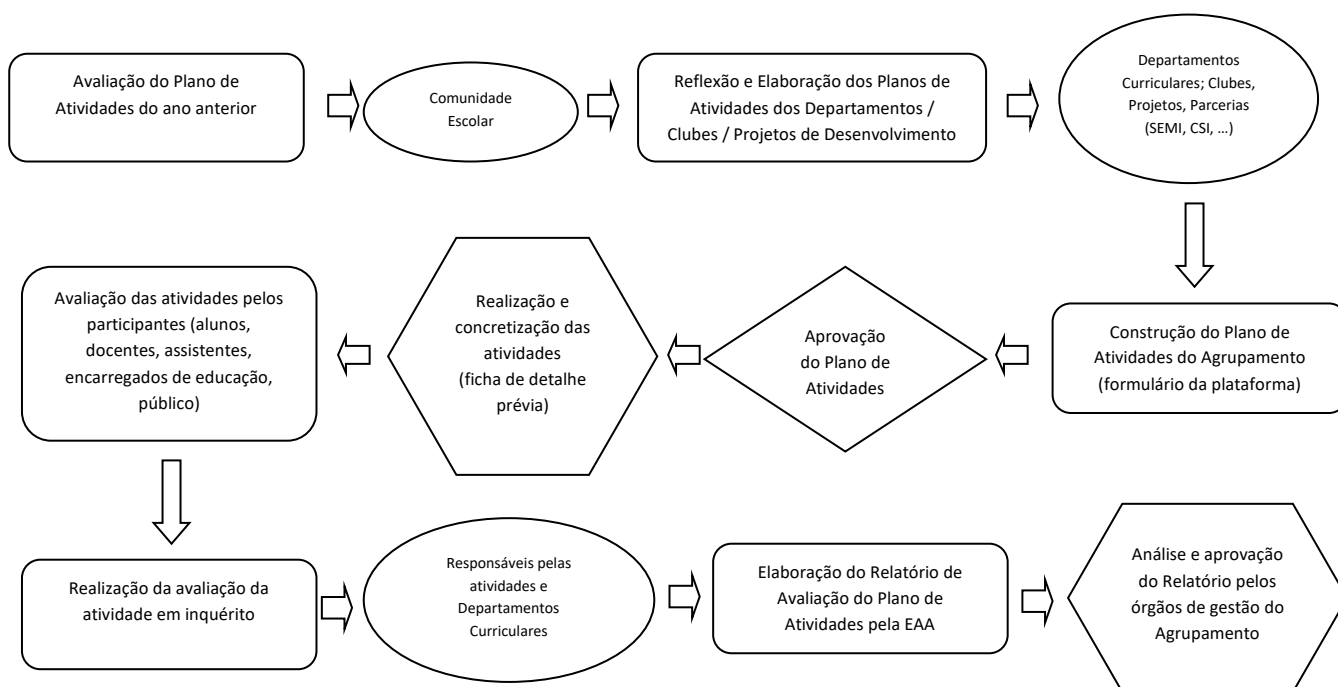 Avaliação do Plano de
Atividades do ano anterior
Comunidade
Escolar
Reflexão e Elaboração dos Planos de
Atividades dos Departamentos /
Clubes / Projetos de Desenvolvimento
Departamentos
Curriculares; Clubes,
Projetos, Parcerias
(SEMI, CSI, ...)
Construção do Plano de
Atividades do Agrupamento
(formulário da plataforma)
Aprovação
do Plano de
Atividades
Realização e
concretização das
atividades
(ficha de detalhe
prévia)
Avaliação das atividades pelos
participantes (alunos,
docentes, assistentes,
encarregados de educação,
público)
Realização da avaliação da
atividade em inquérito
Responsáveis pelas
atividades e
Departamentos
Curriculares
Elaboração do Relatório de
Avaliação do Plano de
Atividades pela EAA
Análise e aprovação
do Relatório pelos
órgãos de gestão do
Agrupamento